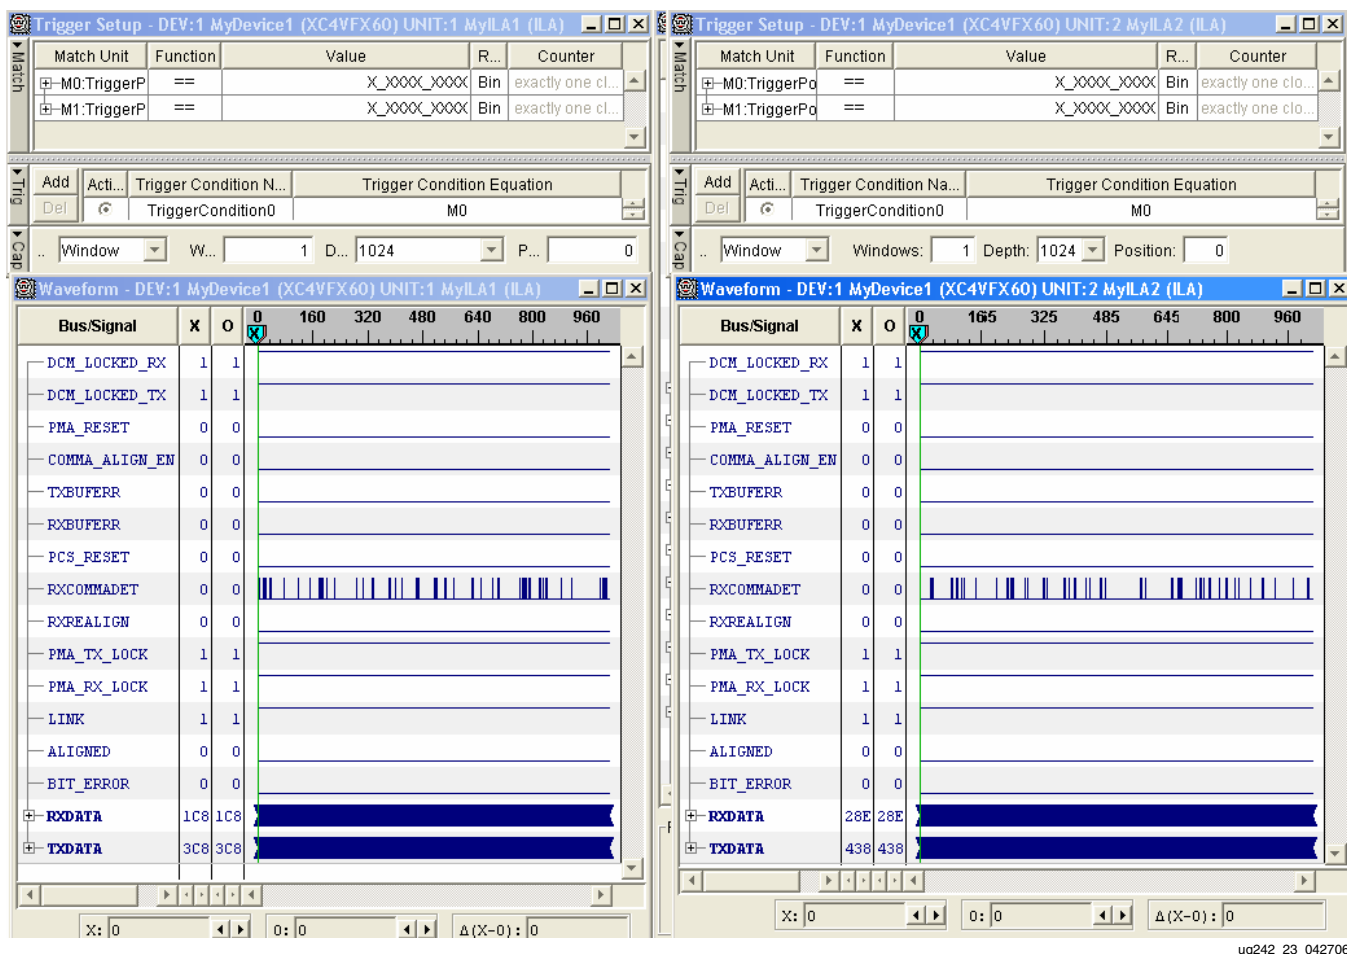 Trigger Setup - DEV:1 MyDevice1 (XC4VFX60) UNIT:1 MyILA1 (ILA)
Match
Match Unit Function Value R... Counter
M0:TriggerP == X_XXXX_XXXX Bin exactly one clo...
M1:TriggerP == X_XXXX_XXXX Bin exactly one cl...
Trig
Add Acti... Trigger Condition N... Trigger Condition Equation
Del TriggerCondition0 M0
Cap
.. Window W... 1 D... 1024 P... 0
Waveform - DEV:1 MyDevice1 (XC4VFX60) UNIT:1 MyILA1 (ILA)
Bus/Signal X O 0 160 320 480 640 800 960
X
DCM_LOCKED_RX 1 1
DCM_LOCKED_TX 1 1
PMA_RESET 0 0
COMMA_ALIGN_EN 0 0
TXBUFERR 0 0
RXBUFERR 0 0
PCS_RESET 0 0
RXCOMMADET 0 0
RXREALIGN 0 0
PMA_TX_LOCK 1 1
PMA_RX_LOCK 1 1
LINK 1 1
ALIGNED 0 0
BIT_ERROR 0 0
RXDATA 1C8 1C8
TXDATA 3C8 3C8
X: 0 O: 0 Δ(X-O): 0
Trigger Setup - DEV:1 MyDevice1 (XC4VFX60) UNIT:2 MyILA2 (ILA)
Match
Match Unit Function Value R... Counter
M0:TriggerPo == X_XXXX_XXXX Bin exactly one cl...
M1:TriggerPo == X_XXXX_XXXX Bin exactly one cl...
Trig
Add Acti... Trigger Condition Na... Trigger Condition Equation
Del TriggerCondition0 M0
Cap
.. Window Windows: 1 Depth: 1024 Position: 0
Waveform - DEV:1 MyDevice1 (XC4VFX60) UNIT:2 MyILA2 (ILA)
Bus/Signal X O 0 165 325 485 645 800 960
X
DCM_LOCKED_RX 1 1
DCM_LOCKED_TX 1 1
PMA_RESET 0 0
COMMA_ALIGN_EN 0 0
TXBUFERR 0 0
RXBUFERR 0 0
PCS_RESET 0 0
RXCOMMADET 0 0
RXREALIGN 0 0
PMA_TX_LOCK 1 1
PMA_RX_LOCK 1 1
LINK 1 1
ALIGNED 0 0
BIT_ERROR 0 0
RXDATA 28E 28E
TXDATA 438 438
X: 0 O: 0 Δ(X-O): 0
ug242_23_042706